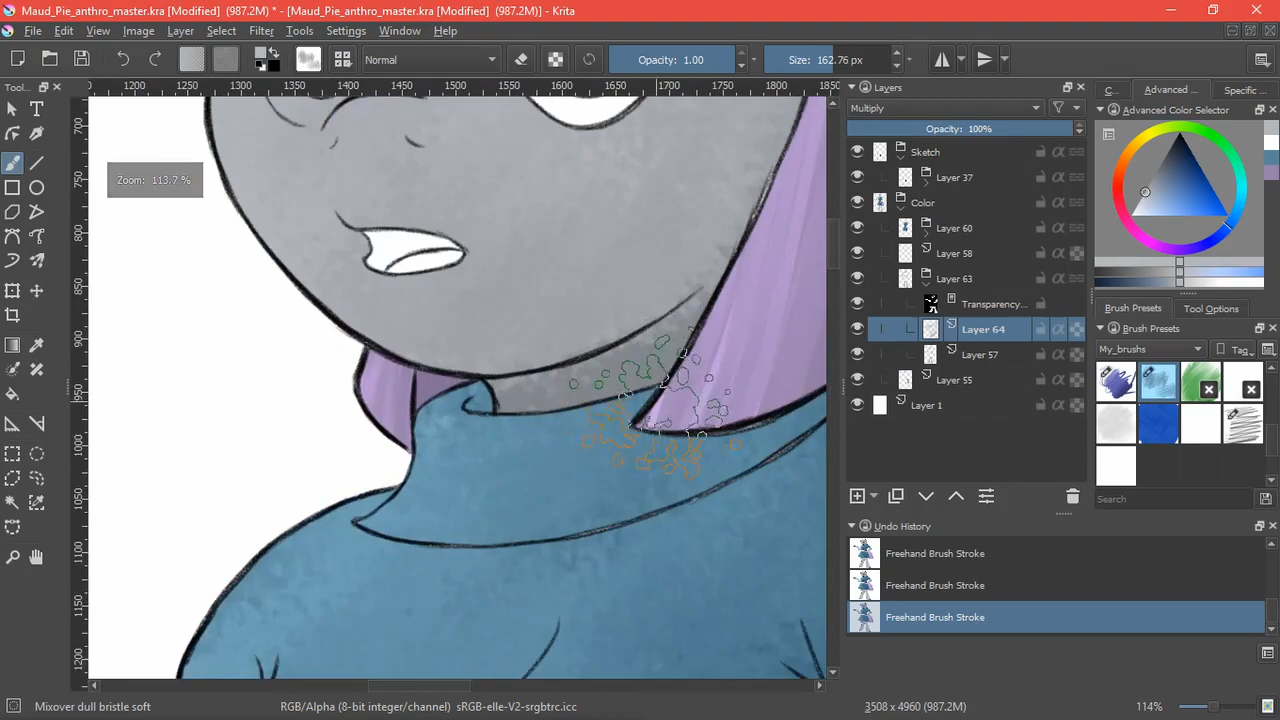 Maud_Pie_anthro_master.kra [Modified]  (987.2M) * - [Maud_Pie_anthro_master.kra [Modified]  (987.2M)] - Krita
File Edit View Image Layer Select Filter Tools Settings Window Help
Normal Opacity: 1.00 Size: 162.76 px
Tool... 1200 1350 1400 1450 1500 1550 1600 1650 1700 1750 1800 1850
Layers C... Advanced ... Specific ...
Multiply Advanced Color Selector
Opacity: 100%
Sketch
Layer 37
Color
Layer 60
Layer 58
Layer 63
Transparency...
Layer 64
Layer 57
Layer 55
Layer 1
Zoom: 113.7 %
700
750
800
850
900
950
1000
1050
1100
1150
1200
Brush Presets Tool Options
Brush Presets
My_brushes Tag
Search
Undo History
Freehand Brush Stroke
Freehand Brush Stroke
Freehand Brush Stroke
Mixover dull bristle soft RGB/Alpha (8-bit integer/channel)  sRGB-elle-V2-srgbtrc.icc 3508 x 4960 (987.2M) 114%